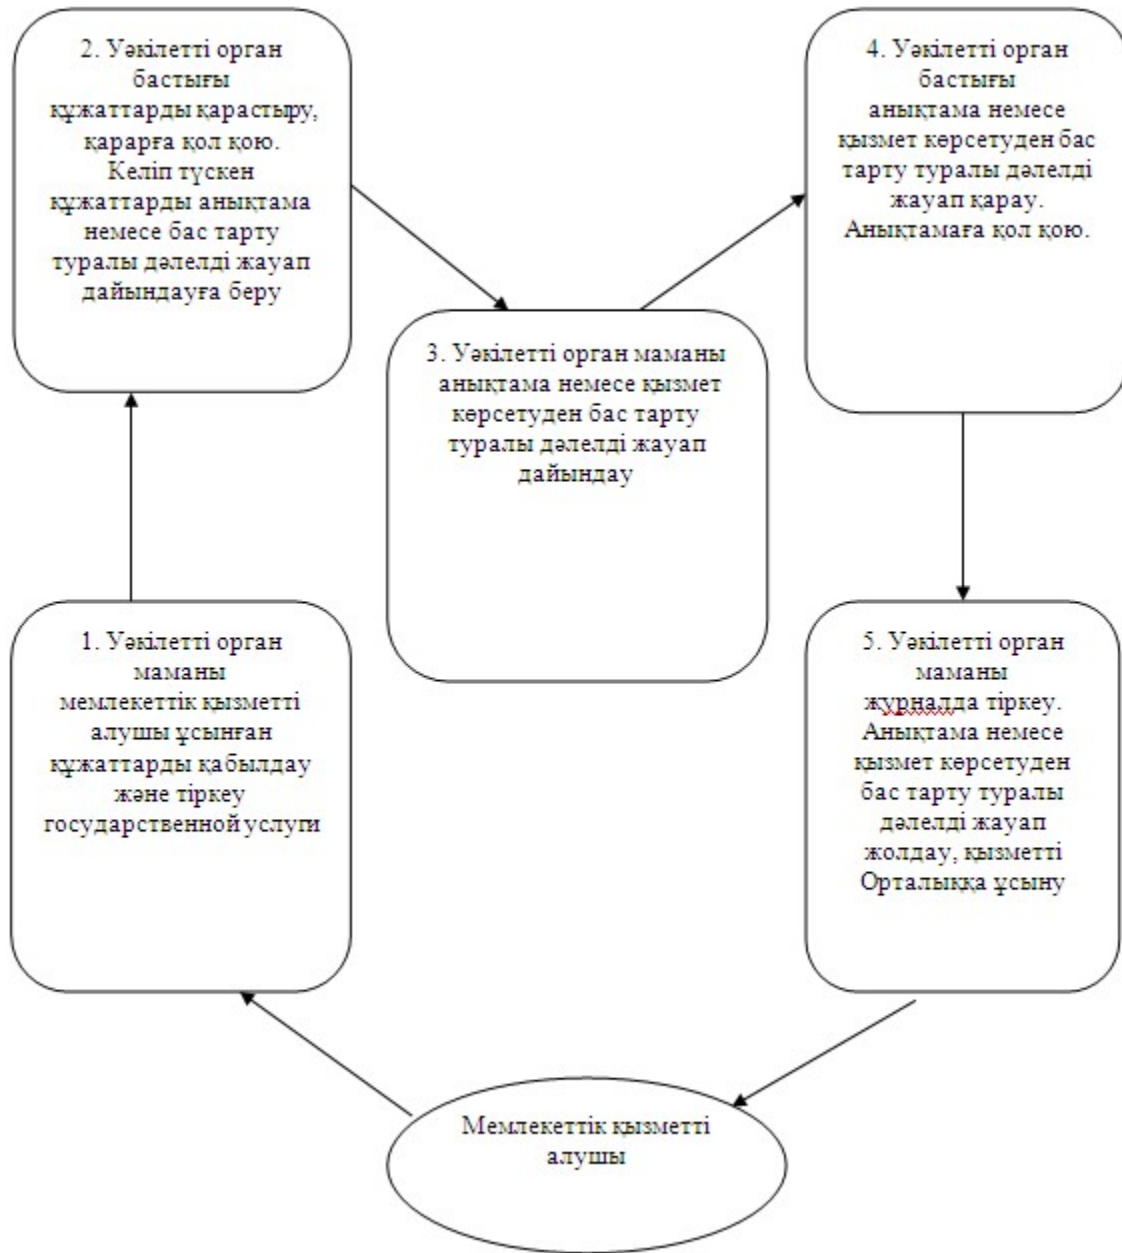 2. Уәкілетті орган
бастығы
құжаттарды қарастыру,
қарарға қол қою.
Келіп түскен
құжаттарды анықтама
немесе бас тарту
туралы дәлелді жауап
дайындауға беру
4. Уәкілетті орган
бастығы
анықтама немесе
қызмет көрсетуден бас
тарту туралы дәлелді
жауап қарау.
Анықтамаға қол қою.
3. Уәкілетті орган маманы
анықтама немесе қызмет
көрсетуден бас тарту
туралы дәлелді жауап
дайындау
1. Уәкілетті орган
маманы
мемлекеттік қызметті
алушы ұсынған
құжаттарды қабылдау
және тіркеу
государственной услуги
5. Уәкілетті орган
маманы
журналда тіркеу.
Анықтама немесе
қызмет көрсетуден
бас тарту туралы
дәлелді жауап
жолдау, қызметті
Орталыққа ұсыну
Мемлекеттік қызметті
алушы